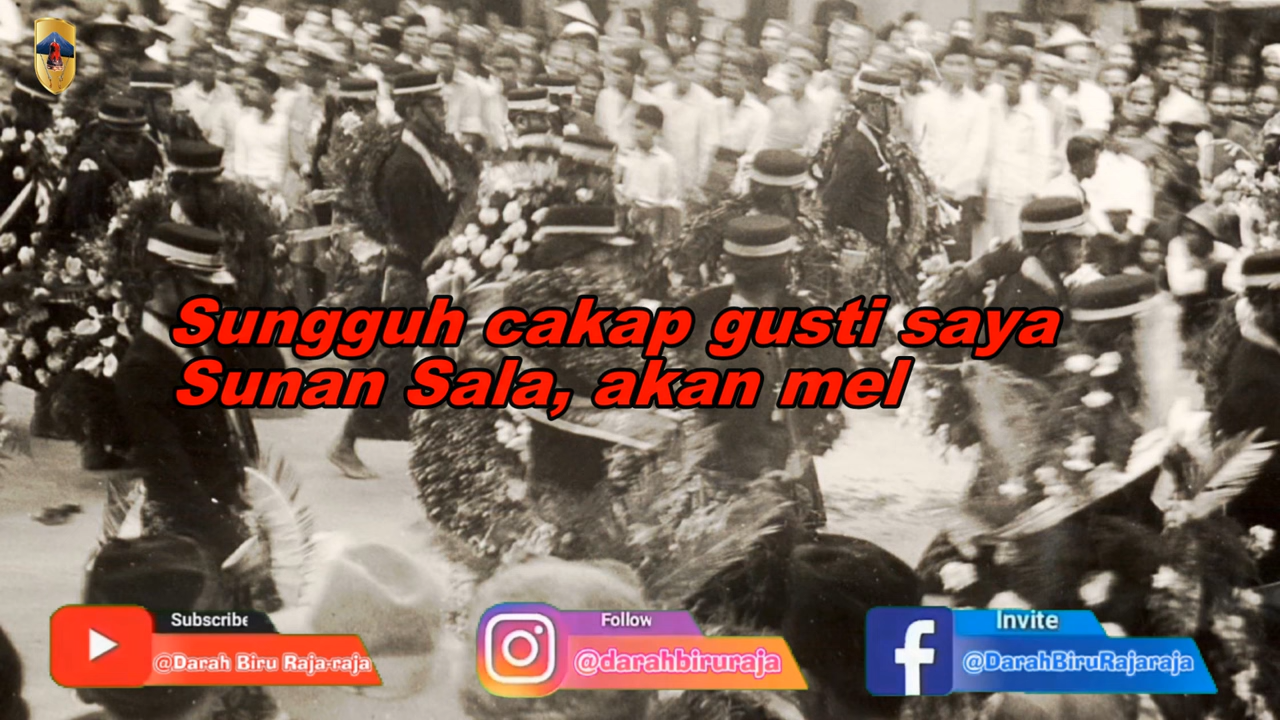 Sungguh cakap gusti saya
Sunan Sala, akan mel
Subscribe
@Darah Biru Raja-raja
Follow
@darahbiruraja
Invite
@DarahBiruRajaraja